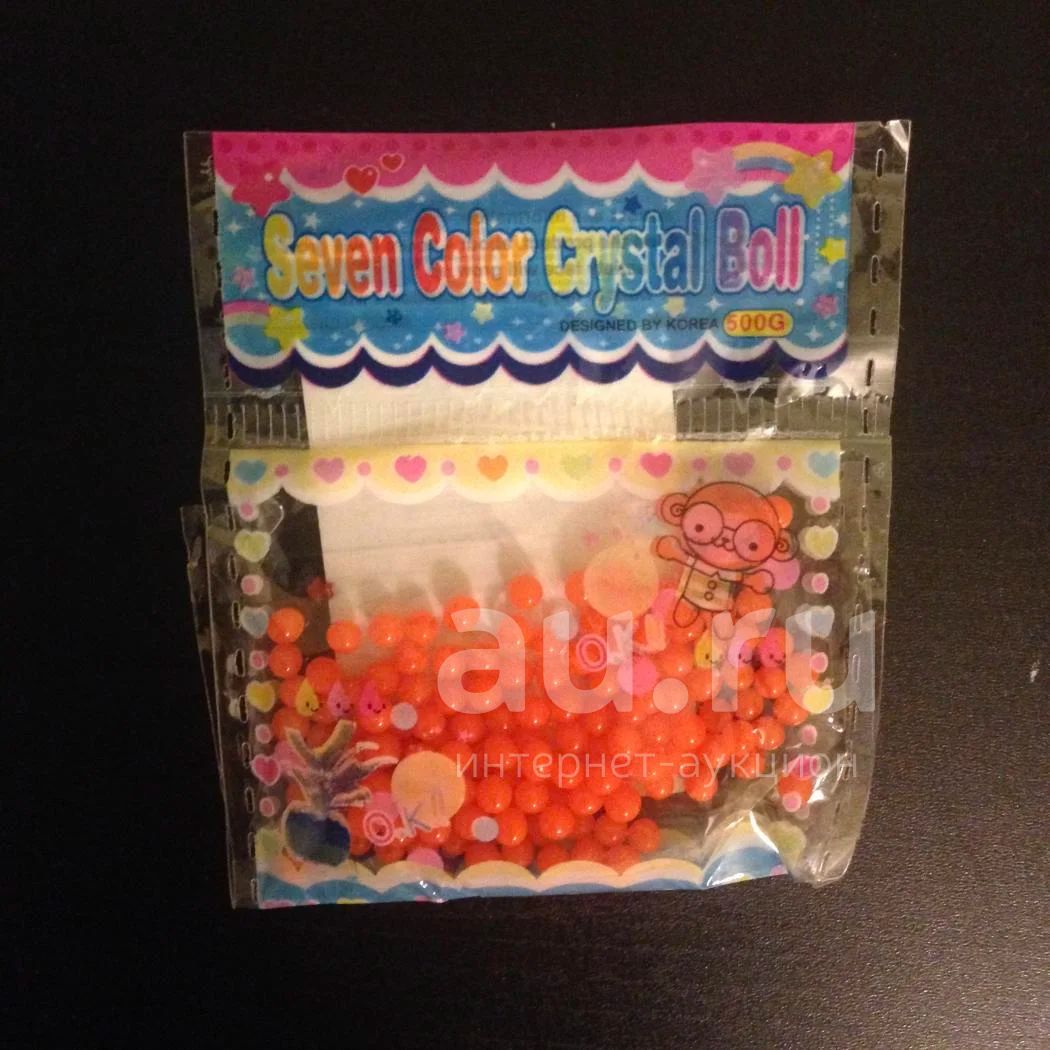 Seven Color Crystal Boll
DESIGNED BY KOREA 500G
OK!
au.ru
интернет-аукцион
OK!